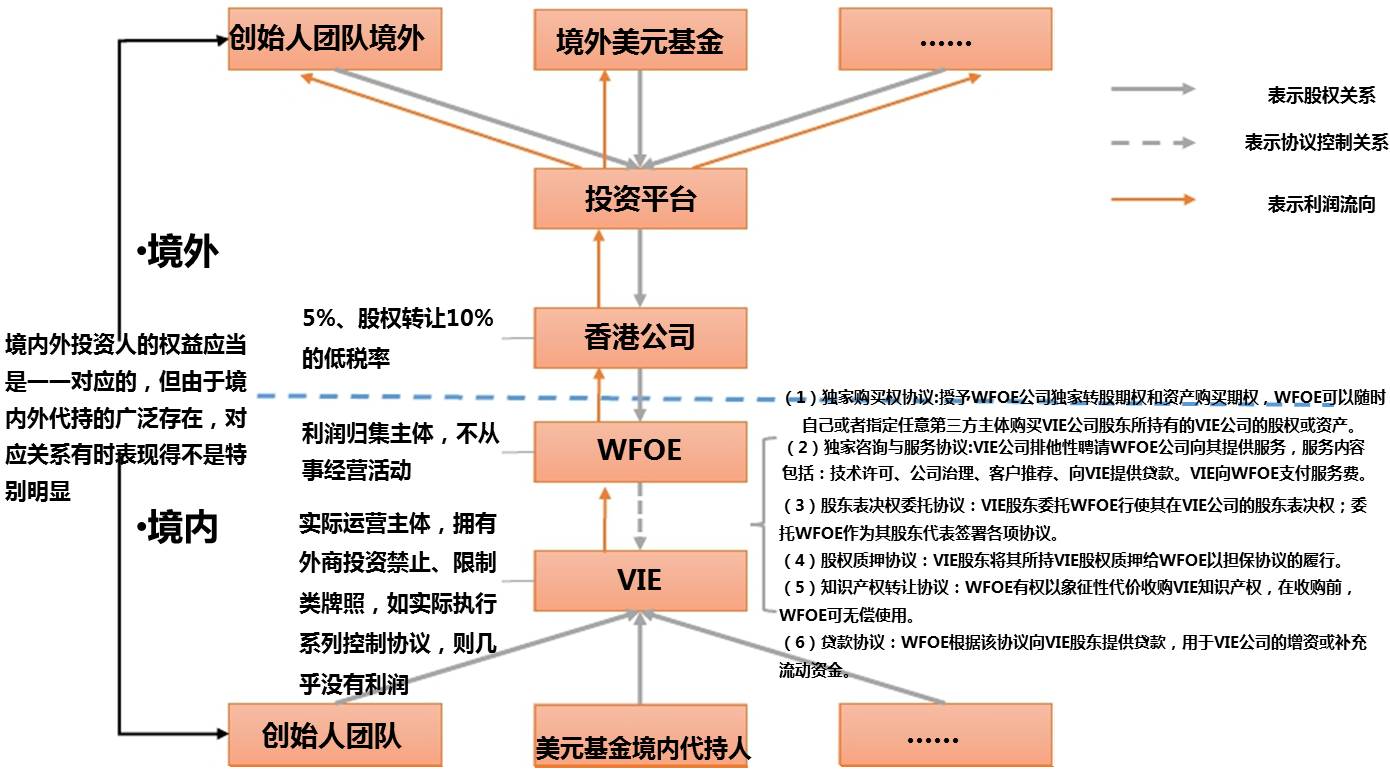 创始人团队境外
境外美元基金
……
表示股权关系
表示协议控制关系
表示利润流向
投资平台
•境外
5%、股权转让10%
的低税率
香港公司
境内外投资人的权益应当
是一一对应的，但由于境
内外代持的广泛存在，对
应关系有时表现得不是特
别明显
（1）独家购买权协议:授予WFOE公司独家转股期权和资产购买期权，WFOE可以随时
自己或者指定任意第三方主体购买VIE公司股东所持有的VIE公司的股权或资产。
利润归集主体，不从
事经营活动
WFOE
（2）独家咨询与服务协议:VIE公司排他性聘请WFOE公司向其提供服务，服务内容
包括：技术许可、公司治理、客户推荐、向VIE提供贷款。VIE向WFOE支付服务费。
•境内
（3）股东表决权委托协议：VIE股东委托WFOE行使其在VIE公司的股东表决权；委
托WFOE作为其股东代表签署各项协议。
实际运营主体，拥有
外商投资禁止、限制
类牌照，如实际执行
系列控制协议，则几
乎没有利润
VIE
（4）股权质押协议：VIE股东将其所持VIE股权质押给WFOE以担保协议的履行。
（5）知识产权转让协议：WFOE有权以象征性代价收购VIE知识产权，在收购前，
WFOE可无偿使用。
（6）贷款协议：WFOE根据该协议向VIE股东提供贷款，用于VIE公司的增资或补充
流动资金。
创始人团队
美元基金境内代持人
……